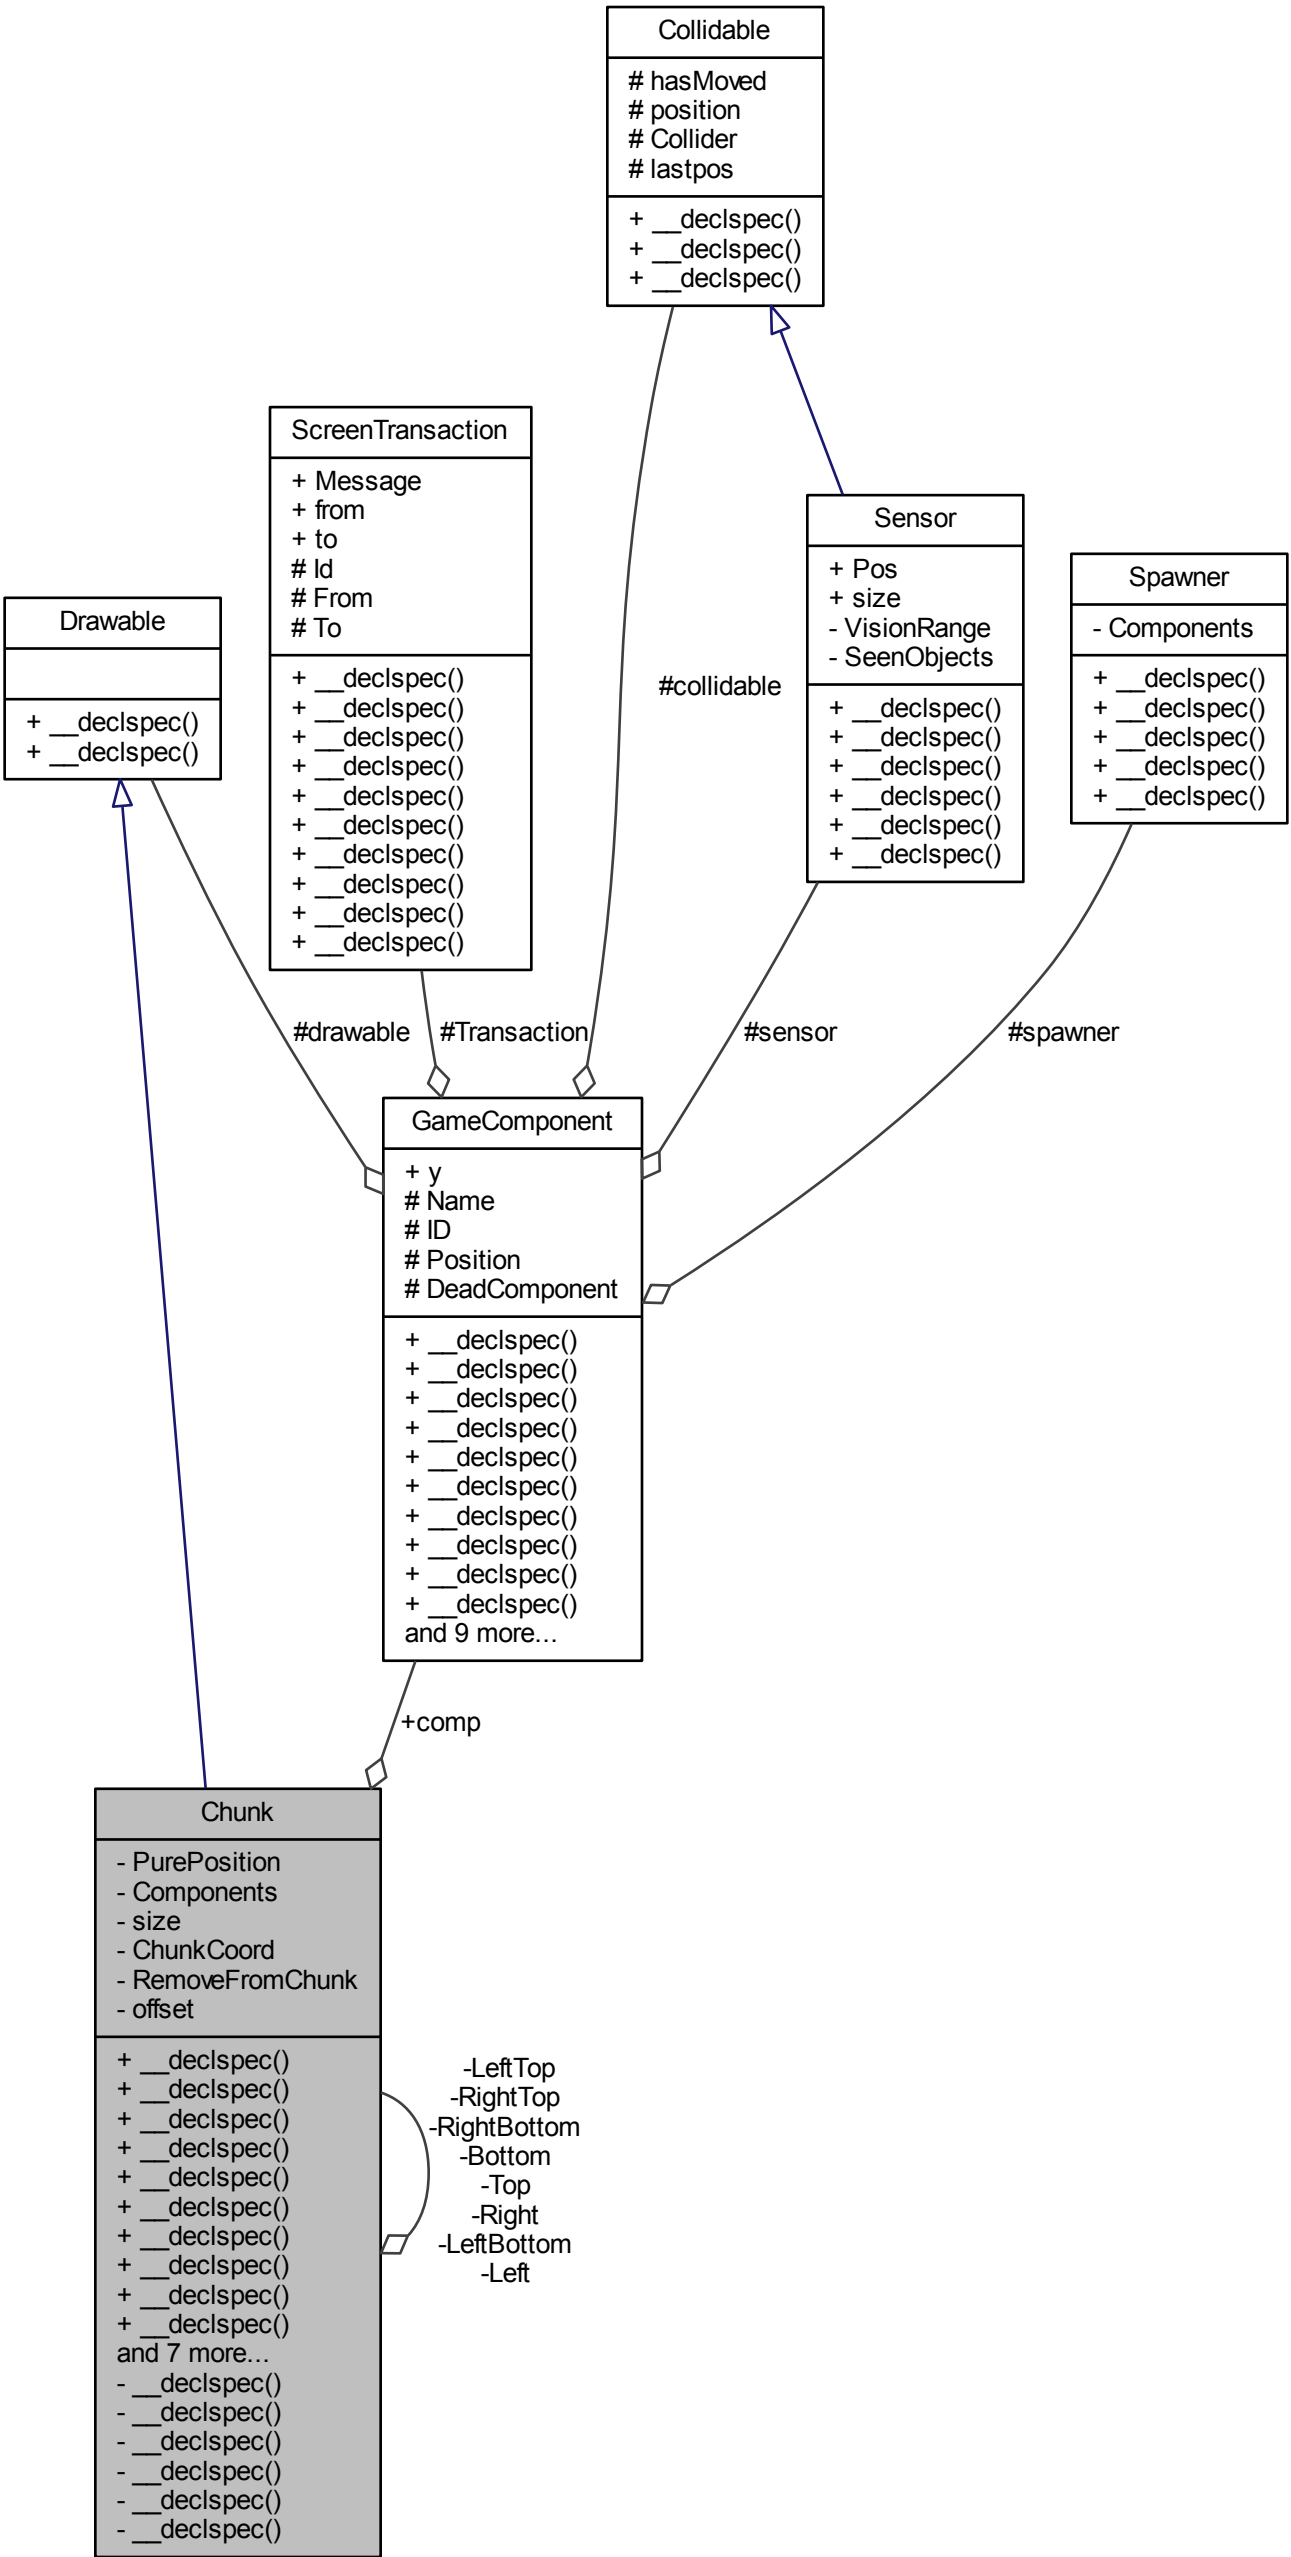 Collidable
# hasMoved
# position
# Collider
# lastpos
+ __declspec()
+ __declspec()
+ __declspec()
ScreenTransaction
+ Message
+ from
+ to
# Id
# From
# To
+ __declspec()
+ __declspec()
+ __declspec()
+ __declspec()
+ __declspec()
+ __declspec()
+ __declspec()
+ __declspec()
+ __declspec()
+ __declspec()
Sensor
+ Pos
+ size
- VisionRange
- SeenObjects
+ __declspec()
+ __declspec()
+ __declspec()
+ __declspec()
+ __declspec()
+ __declspec()
Spawner
- Components
+ __declspec()
+ __declspec()
+ __declspec()
+ __declspec()
+ __declspec()
Drawable
+ __declspec()
+ __declspec()
#collidable
#drawable
#Transaction
#sensor
#spawner
GameComponent
+ y
# Name
# ID
# Position
# DeadComponent
+ __declspec()
+ __declspec()
+ __declspec()
+ __declspec()
+ __declspec()
+ __declspec()
+ __declspec()
+ __declspec()
+ __declspec()
+ __declspec()
and 9 more...
+comp
Chunk
- PurePosition
- Components
- size
- ChunkCoord
- RemoveFromChunk
- offset
+ __declspec()
+ __declspec()
+ __declspec()
+ __declspec()
+ __declspec()
+ __declspec()
+ __declspec()
+ __declspec()
+ __declspec()
+ __declspec()
and 7 more...
- __declspec()
- __declspec()
- __declspec()
- __declspec()
- __declspec()
- __declspec()
-LeftTop
-RightTop
-RightBottom
-Bottom
-Top
-Right
-LeftBottom
-Left